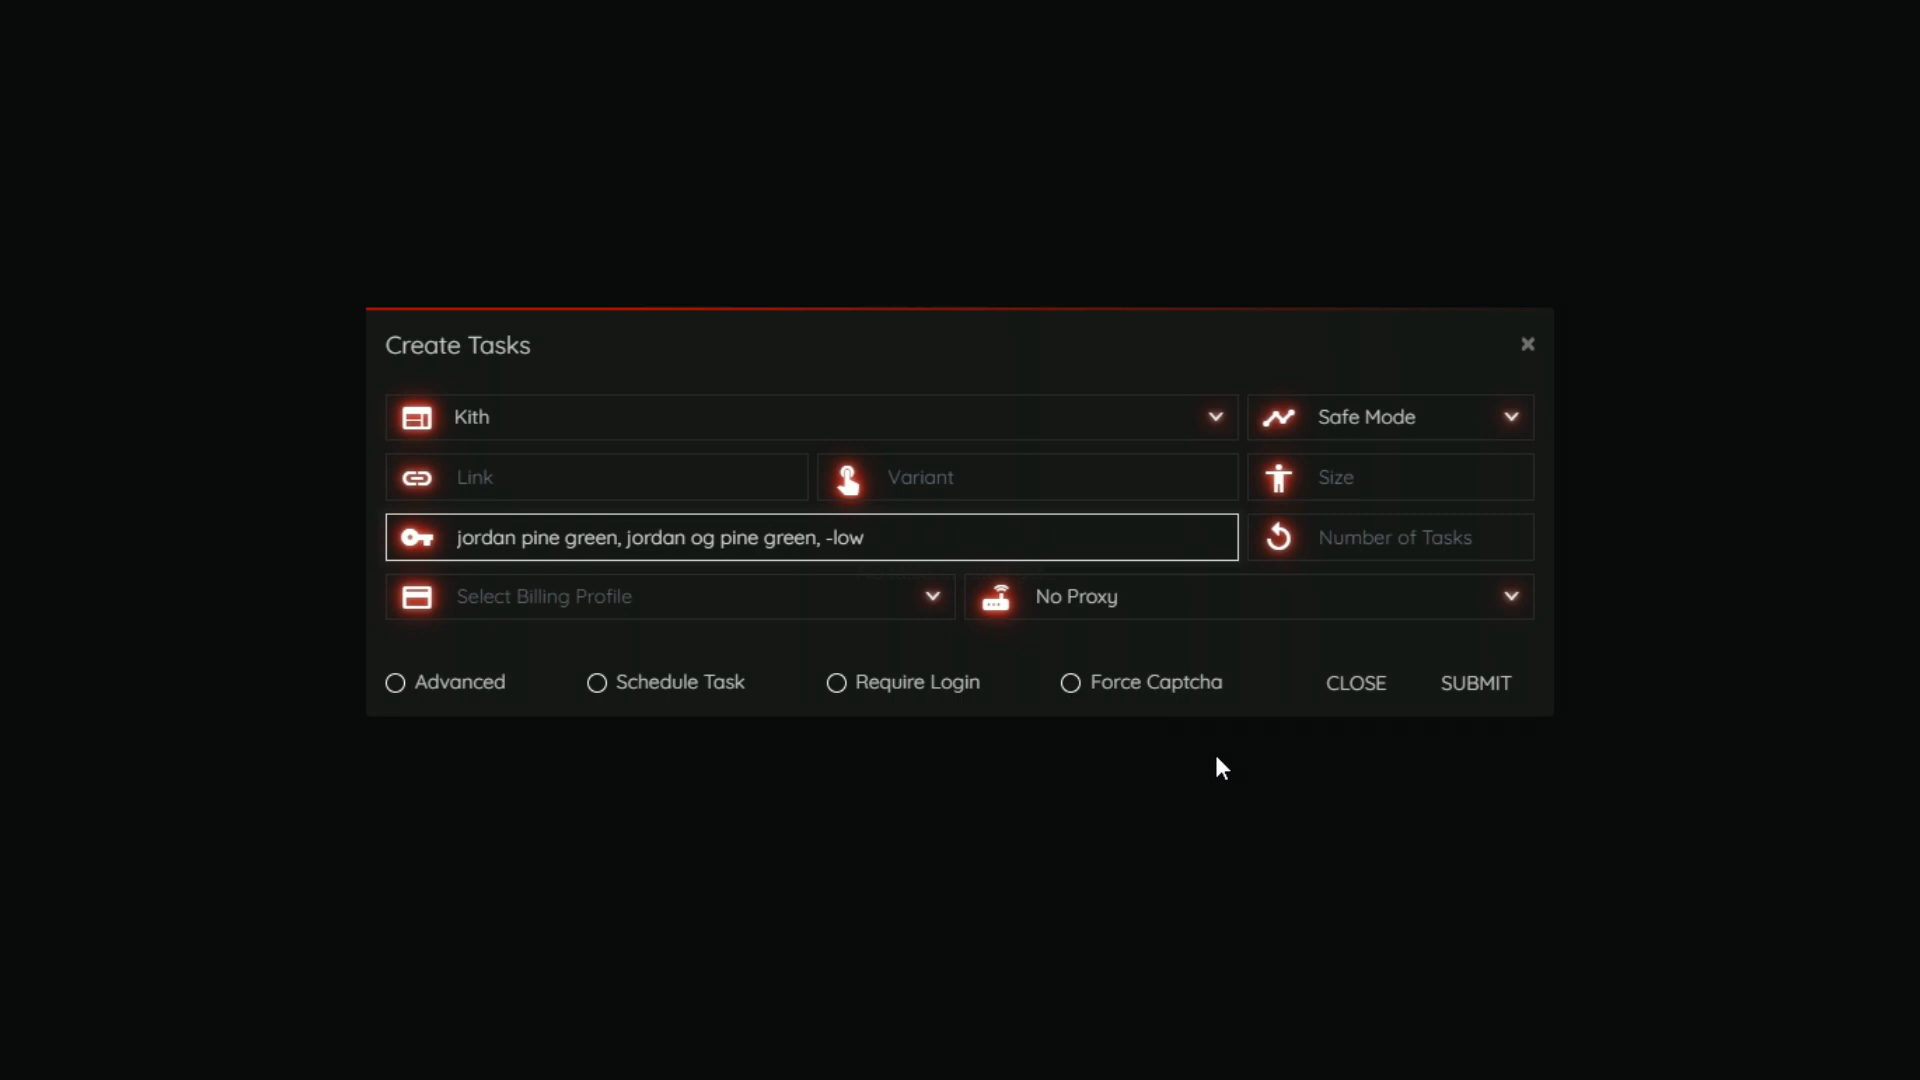 Create Tasks
Kith
Safe Mode
Link
Variant
Size
jordan pine green, jordan og pine green, -low
Number of Tasks
Select Billing Profile
No Proxy
Advanced
Schedule Task
Require Login
Force Captcha
CLOSE
SUBMIT